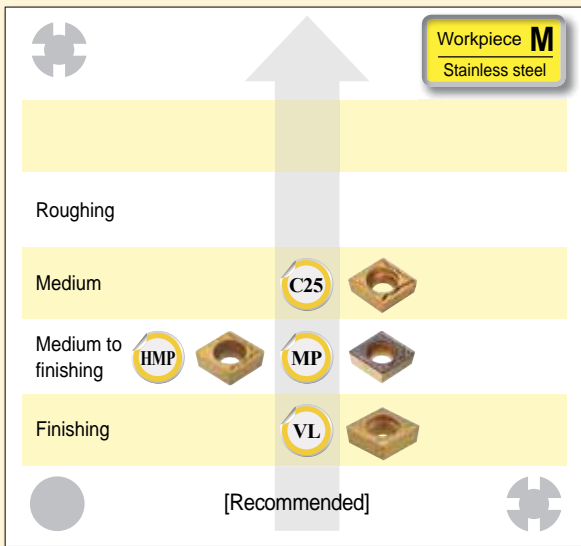 Workpiece M
Stainless steel
Roughing
Medium
C25
Medium to
finishing
HMP
MP
Finishing
VL
[Recommended]